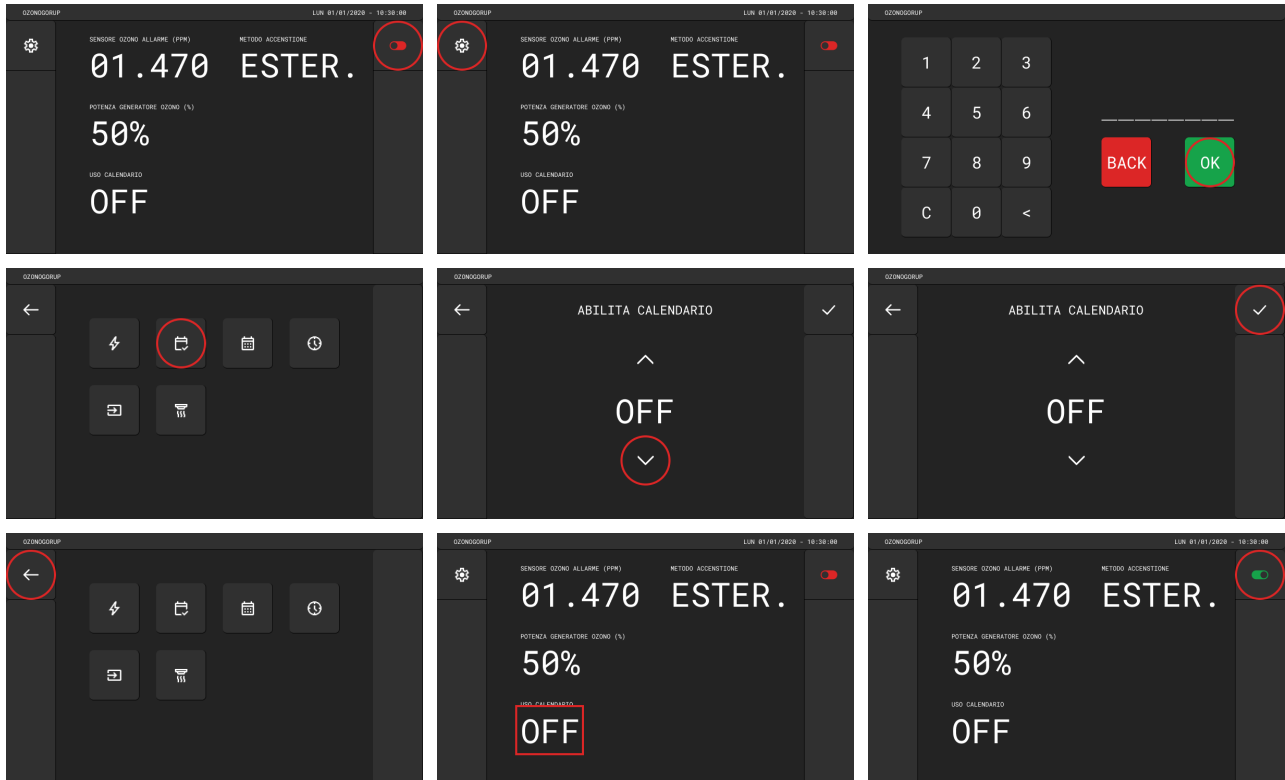 OZONOGORUP LUN 01/01/2020 - 10:30:00
SENSORE OZONO ALLARME (PPM) METODO ACCENSTIONE
01.470 ESTER.
POTENZA GENERATORE OZONO (%)
50%
USO CALENDARIO
OFF
OZONOGORUP LUN 01/01/2020 - 10:30:00
SENSORE OZONO ALLARME (PPM) METODO ACCENSTIONE
01.470 ESTER.
POTENZA GENERATORE OZONO (%)
50%
USO CALENDARIO
OFF
OZONOGORUP
1 2 3
4 5 6
7 8 9
C 0 <
________
BACK OK
OZONOGORUP
OZONOGORUP
ABILITA CALENDARIO
OFF
OZONOGORUP
ABILITA CALENDARIO
OFF
OZONOGORUP
OZONOGORUP LUN 01/01/2020 - 10:30:00
SENSORE OZONO ALLARME (PPM) METODO ACCENSTIONE
01.470 ESTER.
POTENZA GENERATORE OZONO (%)
50%
USO CALENDARIO
OFF
OZONOGORUP LUN 01/01/2020 - 10:30:00
SENSORE OZONO ALLARME (PPM) METODO ACCENSTIONE
01.470 ESTER.
POTENZA GENERATORE OZONO (%)
50%
USO CALENDARIO
OFF